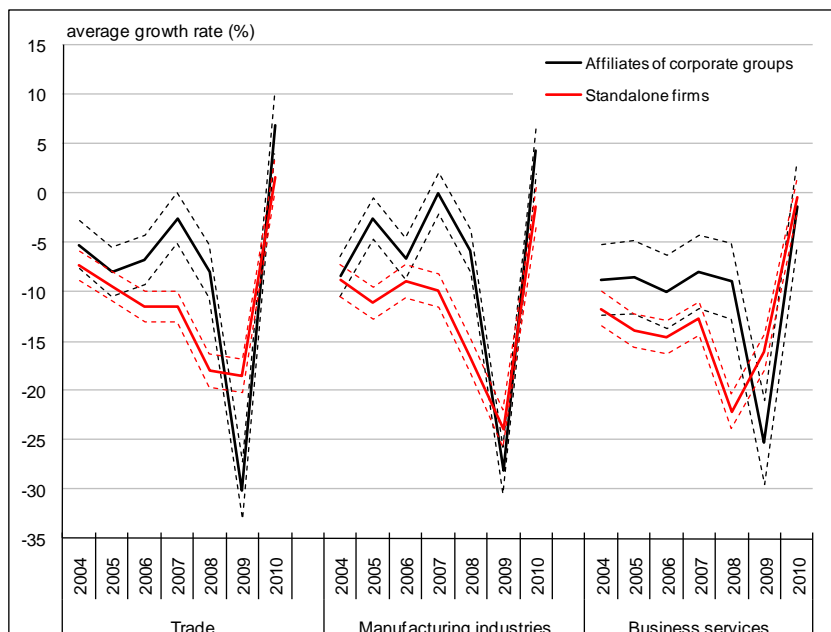 average growth rate (%)
Affiliates of corporate groups
Standalone firms
15
10
5
0
-5
-10
-15
-20
-25
-30
-35
2004 2005 2006 2007 2008 2009 2010 2004 2005 2006 2007 2008 2009 2010 2004 2005 2006 2007 2008 2009 2010
Trade Manufacturing industries Business services